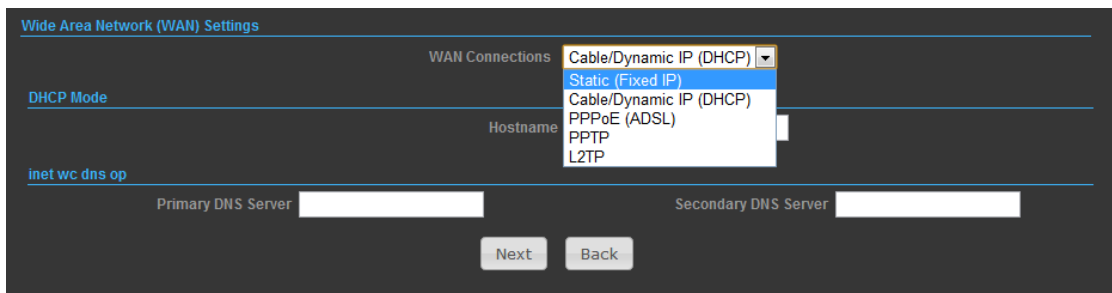 Wide Area Network (WAN) Settings
WAN Connections Cable/Dynamic IP (DHCP)
Static (Fixed IP)
Cable/Dynamic IP (DHCP)
PPPoE (ADSL)
PPTP
L2TP
DHCP Mode
Hostname
inet wc dns op
Primary DNS Server Secondary DNS Server
Next Back